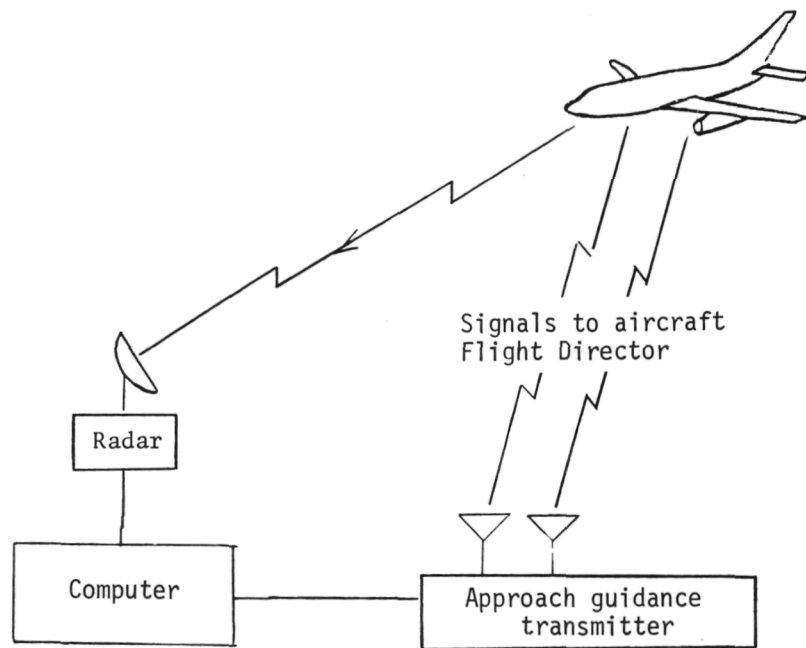 Signals to aircraft
Flight Director
Radar
Computer
Approach guidance
transmitter